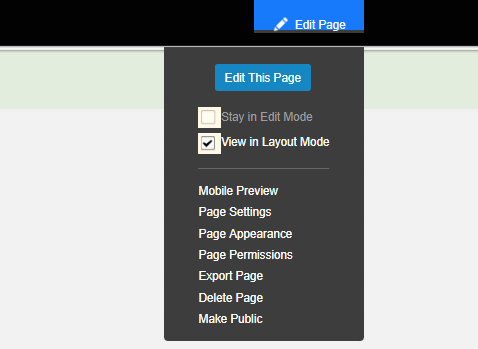 Edit Page
Edit This Page
Stay in Edit Mode
View in Layout Mode
Mobile Preview
Page Settings
Page Appearance
Page Permissions
Export Page
Delete Page
Make Public